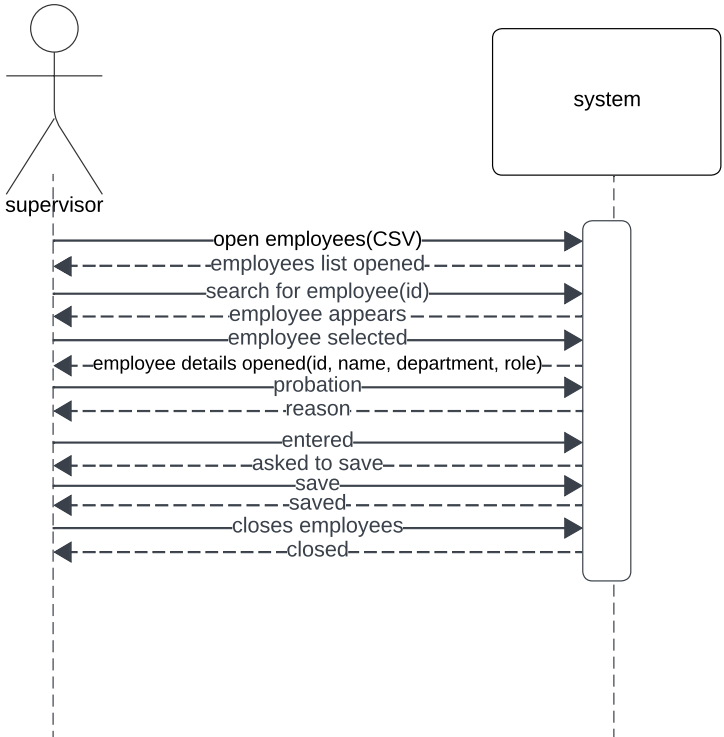 system
supervisor
open employees(CSV)
employees list opened
search for employee(id)
employee appears
employee selected
employee details opened(id, name, department, role)
probation
reason
entered
asked to save
save
saved
closes employees
closed